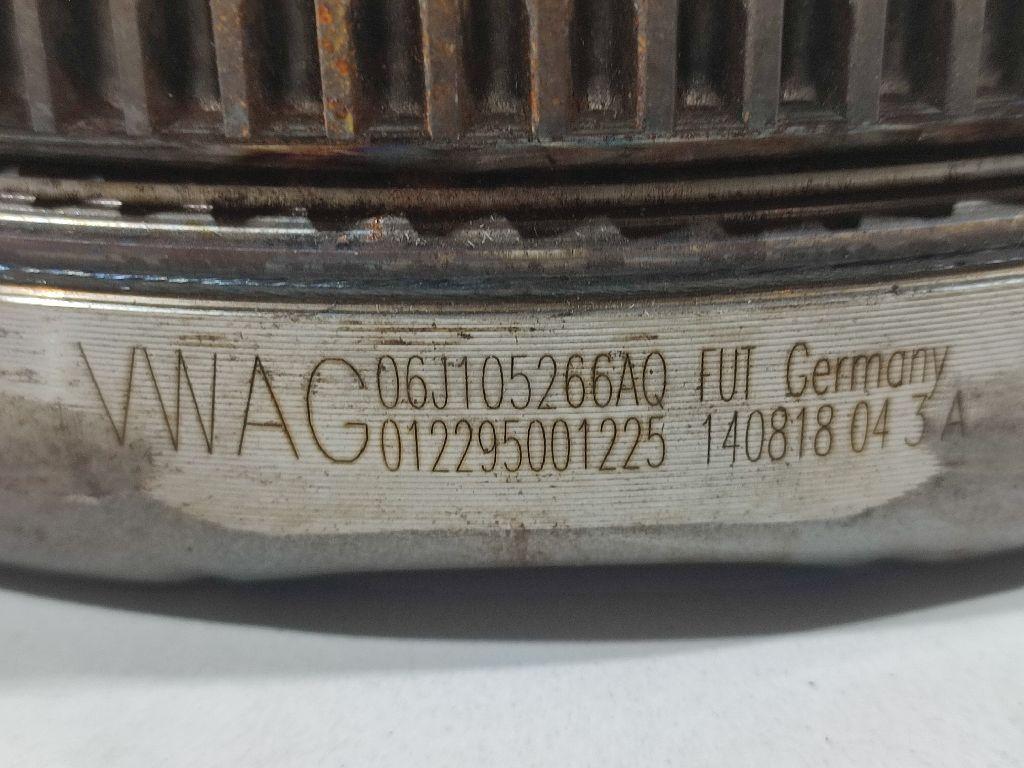 VWAG 06J105266AQ FUT Germany
012295001225 140818 04 3 A